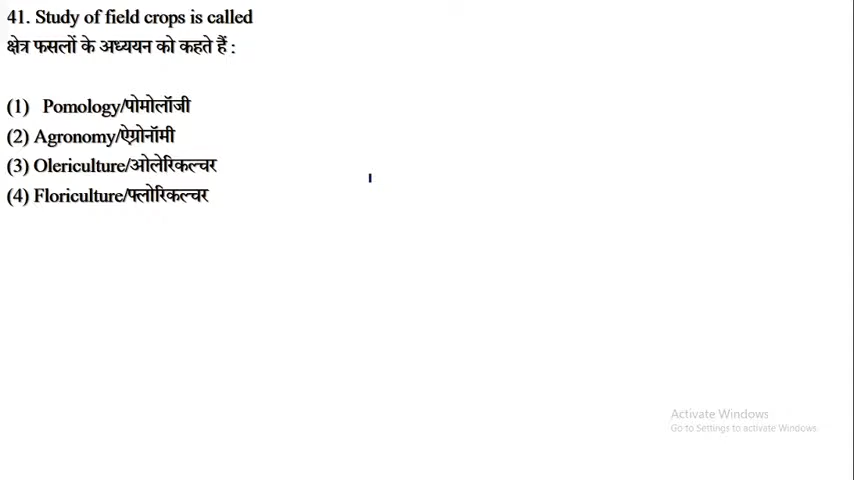 41. Study of field crops is called
क्षेत्र फसलों के अध्ययन को कहते हैं :
(1) Pomology/पोमोलॉजी
(2) Agronomy/ऐग्रोनॉमी
(3) Olericulture/ओलेरिकल्चर
(4) Floriculture/फ्लोरिकल्चर
Activate Windows
Go to Settings to activate Windows.